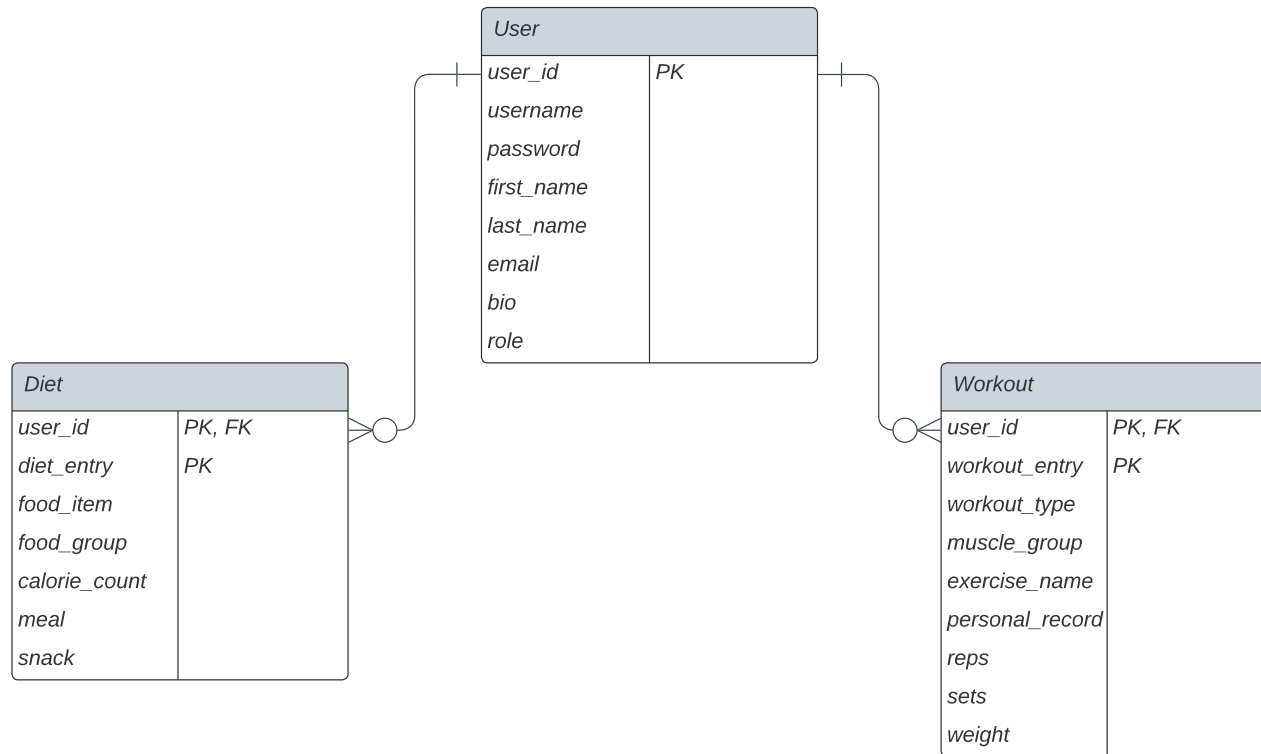 User
user_id PK
username
password
first_name
last_name
email
bio
role
Diet
user_id PK, FK
diet_entry PK
food_item
food_group
calorie_count
meal
snack
Workout
user_id PK, FK
workout_entry PK
workout_type
muscle_group
exercise_name
personal_record
reps
sets
weight